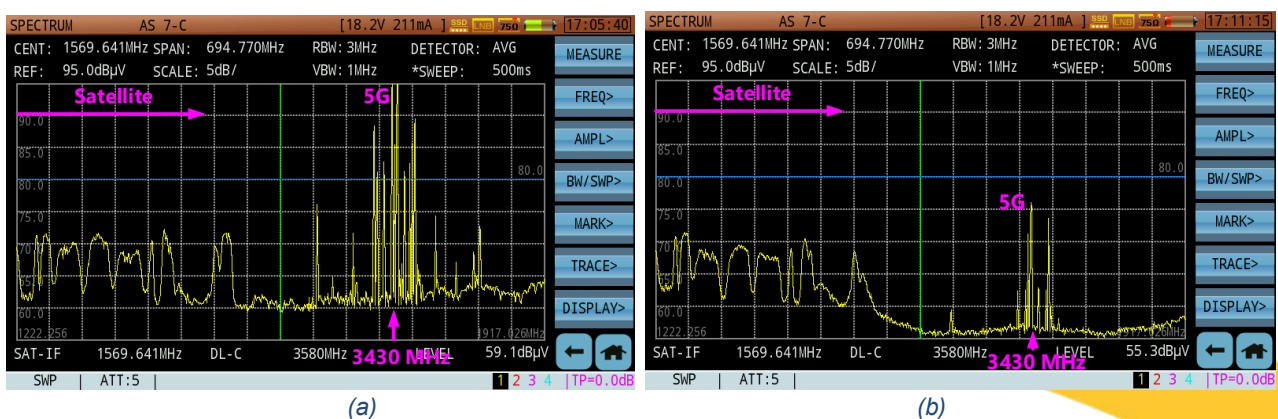 SPECTRUM AS 7-C [18.2V 211mA ] SSD LNB 75Ω 17:05:40
CENT: 1569.641MHz SPAN: 694.770MHz RBW: 3MHz DETECTOR: AVG
REF: 95.0dBµV SCALE: 5dB/ VBW: 1MHz *SWEEP: 500ms
MEASURE
FREQ>
AMPL>
BW/SWP>
MARK>
TRACE>
DISPLAY>
Satellite
5G
90.0
85.0
80.0
80.0
75.0
70.0
60.0
1222.256
3430 MHz
SAT-IF 1569.641MHz DL-C 3580MHz LEVEL 59.1dBµV
SWP | ATT:5 | 1 2 3 4 |TP=0.0dB
(a)
SPECTRUM AS 7-C [18.2V 211mA ] SSD LNB 75Ω 17:11:15
CENT: 1569.641MHz SPAN: 694.770MHz RBW: 3MHz DETECTOR: AVG
REF: 95.0dBµV SCALE: 5dB/ VBW: 1MHz *SWEEP: 500ms
MEASURE
FREQ>
AMPL>
BW/SWP>
MARK>
TRACE>
DISPLAY>
Satellite
5G
90.0
85.0
80.0
80.0
75.0
60.0
1222.256
3430 MHz
SAT-IF 1569.641MHz DL-C 3580MHz LEVEL 55.3dBµV
SWP | ATT:5 | 1 2 3 4 |TP=0.0dB
(b)